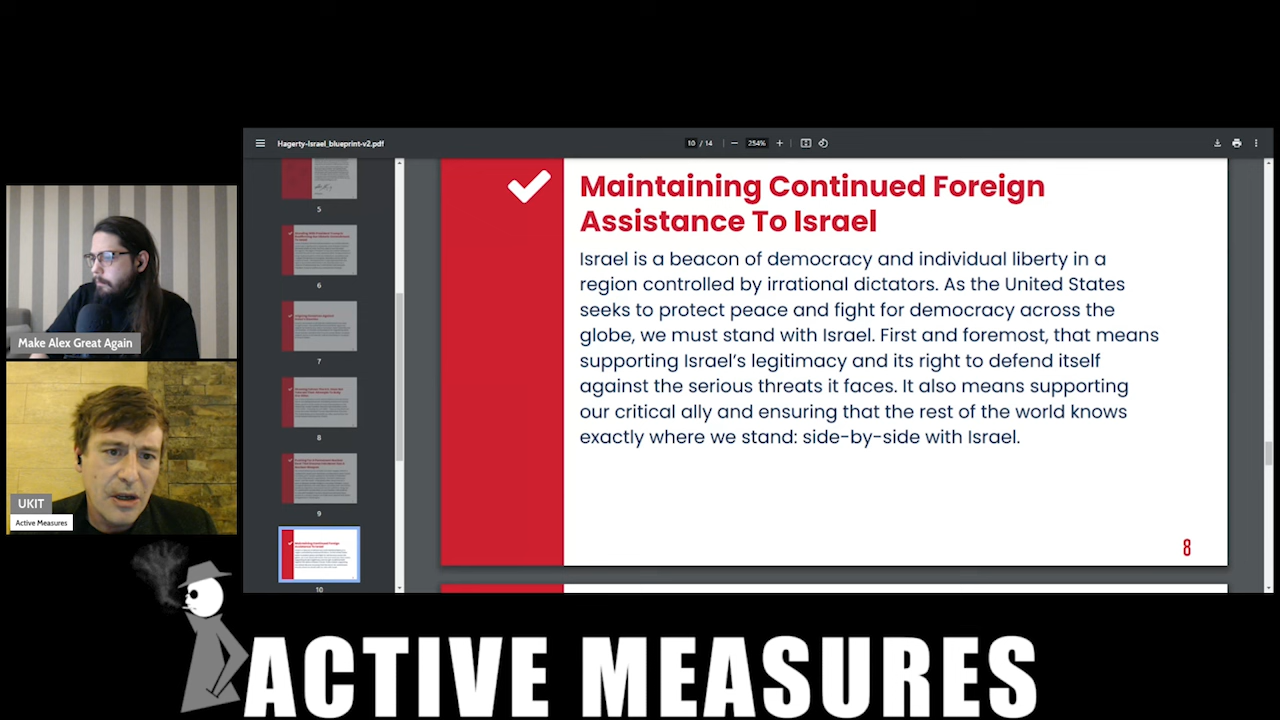 Hagerty-Israel_blueprint-v2.pdf
10 / 14
254%
5
6
7
8
9
10
Maintaining Continued Foreign
Assistance To Israel
Israel is a beacon of democracy and individual liberty in a
region controlled by irrational dictators. As the United States
seeks to protect peace and fight for democracy across the
globe, we must stand with Israel. First and foremost, that means
supporting Israel's legitimacy and its right to defend itself
against the serious threats it faces. It also means supporting
our critical ally and ensuring that the rest of the world knows
exactly where we stand: side-by-side with Israel.
8
Make Alex Great Again
UKIT
Active Measures
ACTIVE MEASURES